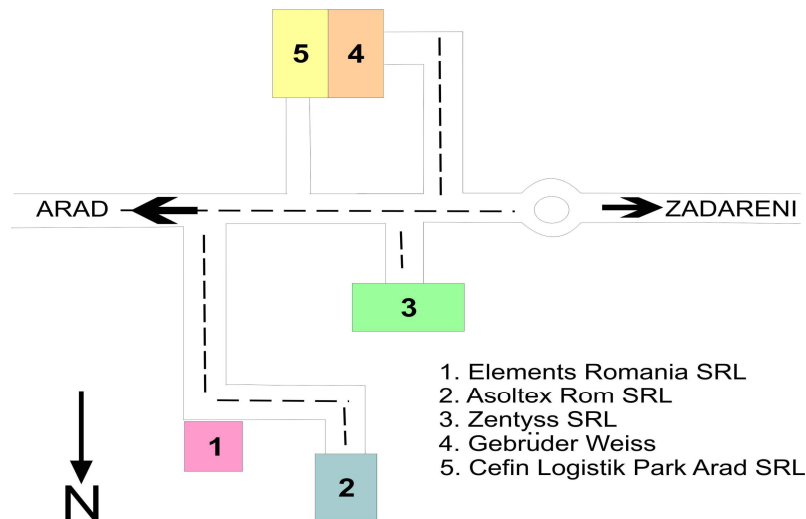 5 4
ARAD ZADARENI
3
1. Elements Romania SRL
2. Asoltex Rom SRL
3. Zentyss SRL
4. Gebrüder Weiss
5. Cefin Logistik Park Arad SRL
1
2
N